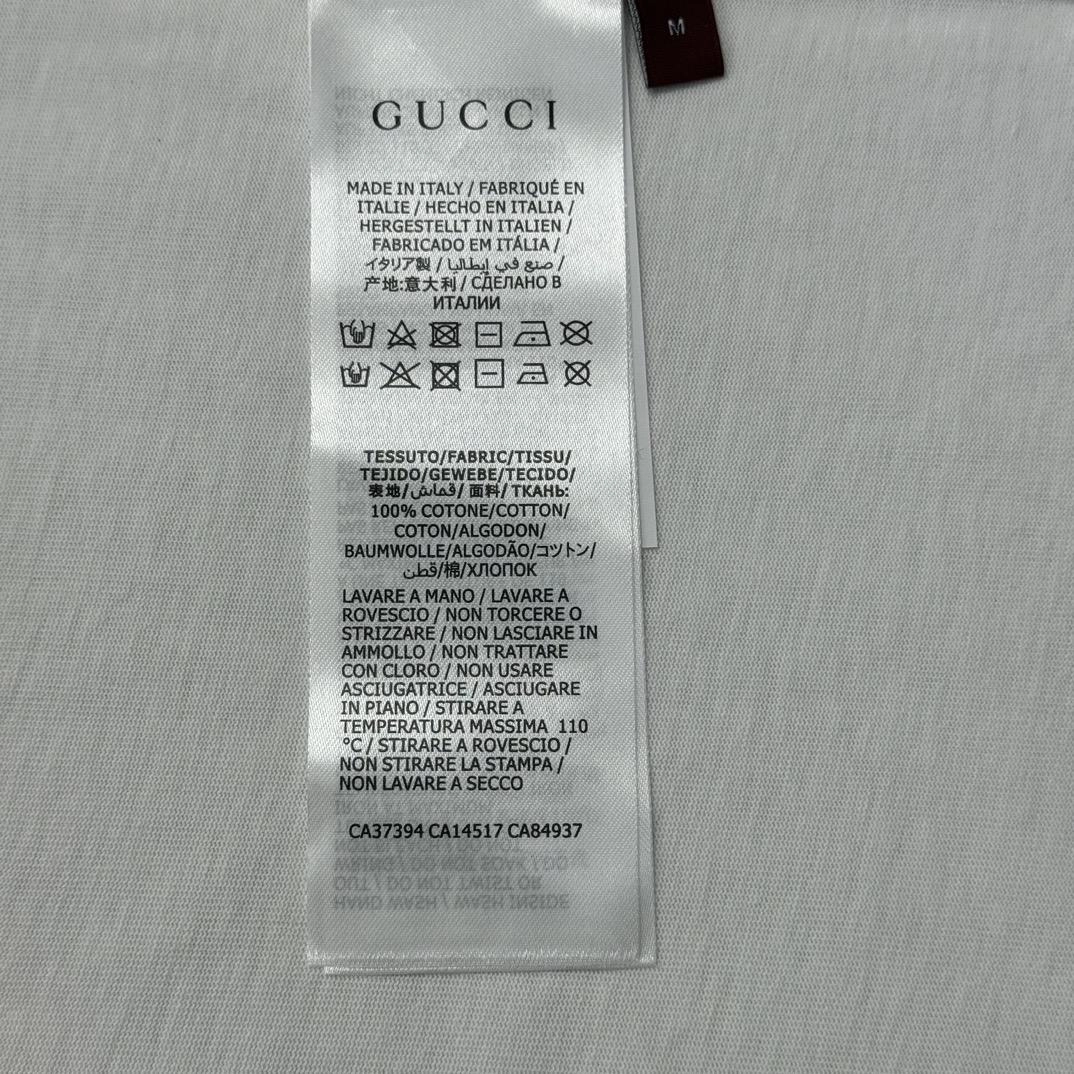 M
GUCCI
MADE IN ITALY / FABRIQUÉ EN
ITALIE / HECHO EN ITALIA /
HERGESTELLT IN ITALIEN /
FABRICADO EM ITÁLIA /
イタリア製 / صنع في إيطاليا /
产地:意大利 / СДЕЛАНО В
ИТАЛИИ
TESSUTO/FABRIC/TISSU/
TEJIDO/GEWEBE/TECIDO/
表地/قماش/ 面料/ ТКАНЬ:
100% COTONE/COTTON/
COTON/ALGODON/
BAUMWOLLE/ALGODÃO/コットン/
قطن/棉/ХЛОПОК
LAVARE A MANO / LAVARE A
ROVESCIO / NON TORCERE O
STRIZZARE / NON LASCIARE IN
AMMOLLO / NON TRATTARE
CON CLORO / NON USARE
ASCIUGATRICE / ASCIUGARE
IN PIANO / STIRARE A
TEMPERATURA MASSIMA 110
°C / STIRARE A ROVESCIO /
NON STIRARE LA STAMPA /
NON LAVARE A SECCO
CA37394 CA14517 CA84937